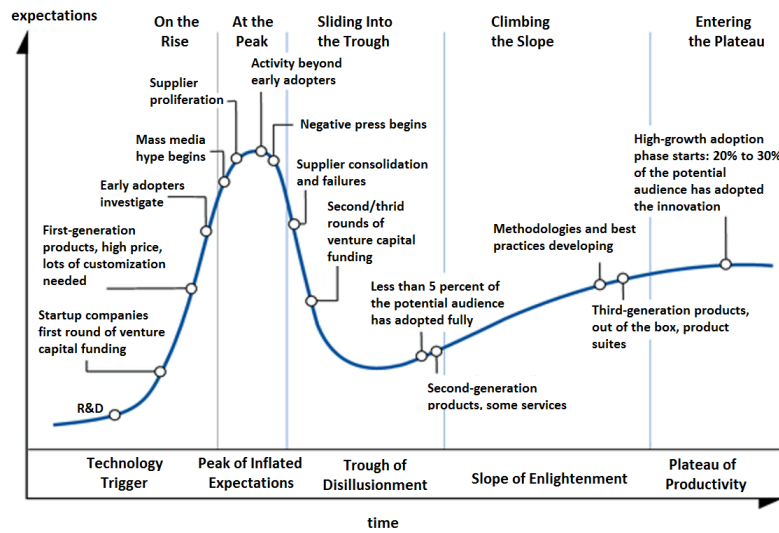 expectations
On the
Rise
At the
Peak
Sliding Into
the Trough
Climbing
the Slope
Entering
the Plateau
Activity beyond
early adopters
Supplier
proliferation
Negative press begins
Mass media
hype begins
Supplier consolidation
and failures
High-growth adoption
phase starts: 20% to 30%
of the potential
audience has adopted
the innovation
Early adopters
investigate
Second/thrid
rounds of
venture capital
funding
First-generation
products, high price,
lots of customization
needed
Methodologies and best
practices developing
Less than 5 percent of
the potential audience
has adopted fully
Startup companies
first round of venture
capital funding
Third-generation products,
out of the box, product
suites
Second-generation
products, some services
R&D
Technology
Trigger
Peak of Inflated
Expectations
Trough of
Disillusionment
Slope of Enlightenment
Plateau of
Productivity
time